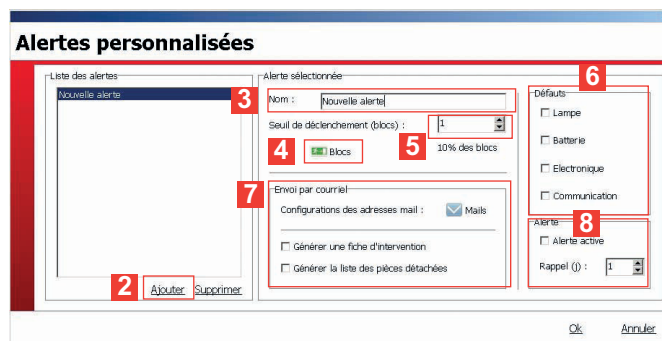 Alertes personnalisées
Liste des alertes
Nouvelle alerte
2
Ajouter
Supprimer
Alerte sélectionnée
3
Nom :
Nouvelle alerte
Seuil de déclenchement (blocs) :
1
4
Blocs
5
10% des blocs
7
Envoi par courriel
Configurations des adresses mail :
Mails
Générer une fiche d'intervention
Générer la liste des pièces détachées
6
Défauts
Lampe
Batterie
Electronique
Communication
Alerte
8
Alerte active
Rappel (j) :
1
Ok
Annuler